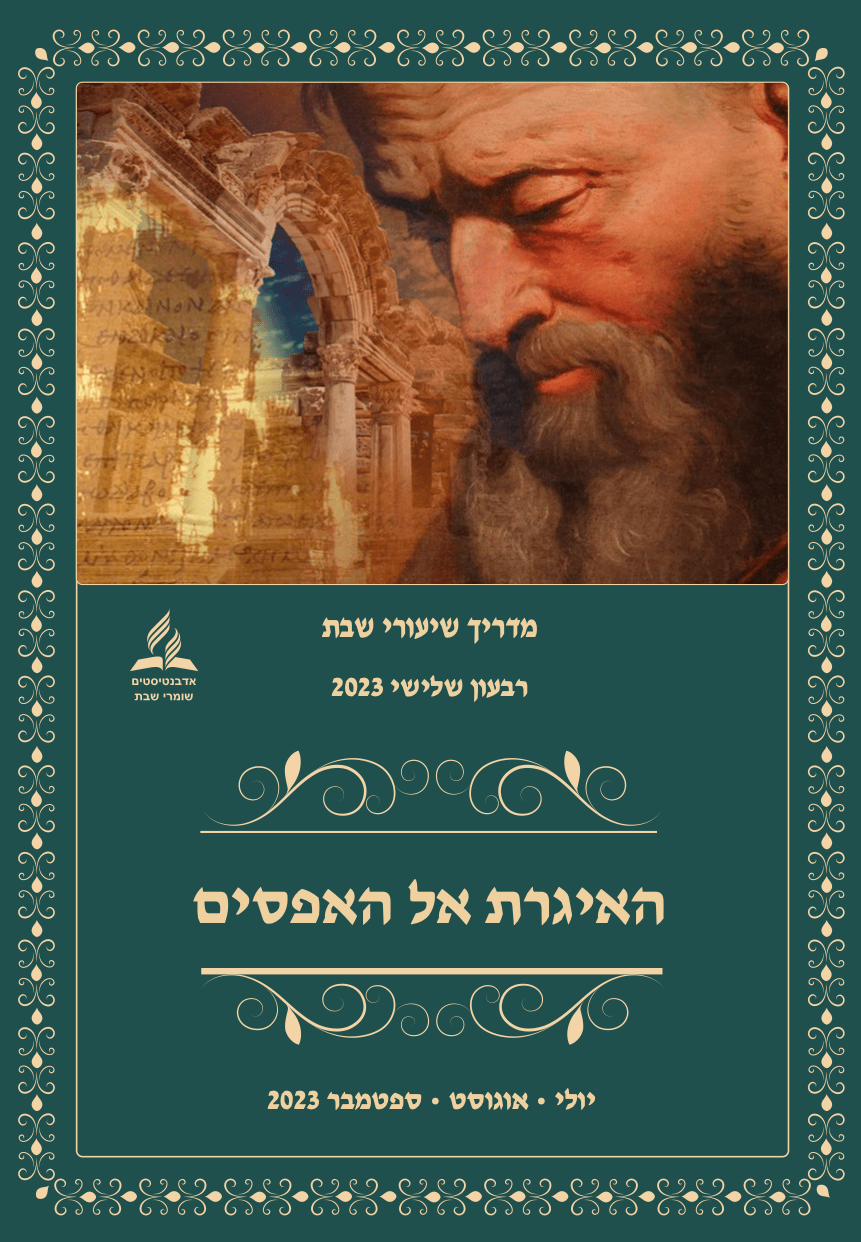 מדריך שיעורי שבת
רבעון שלישי 2023
אדבנטיסטים
שומרי שבת
האיגרת אל האפסים
יולי • אוגוסט • ספטמבר 2023